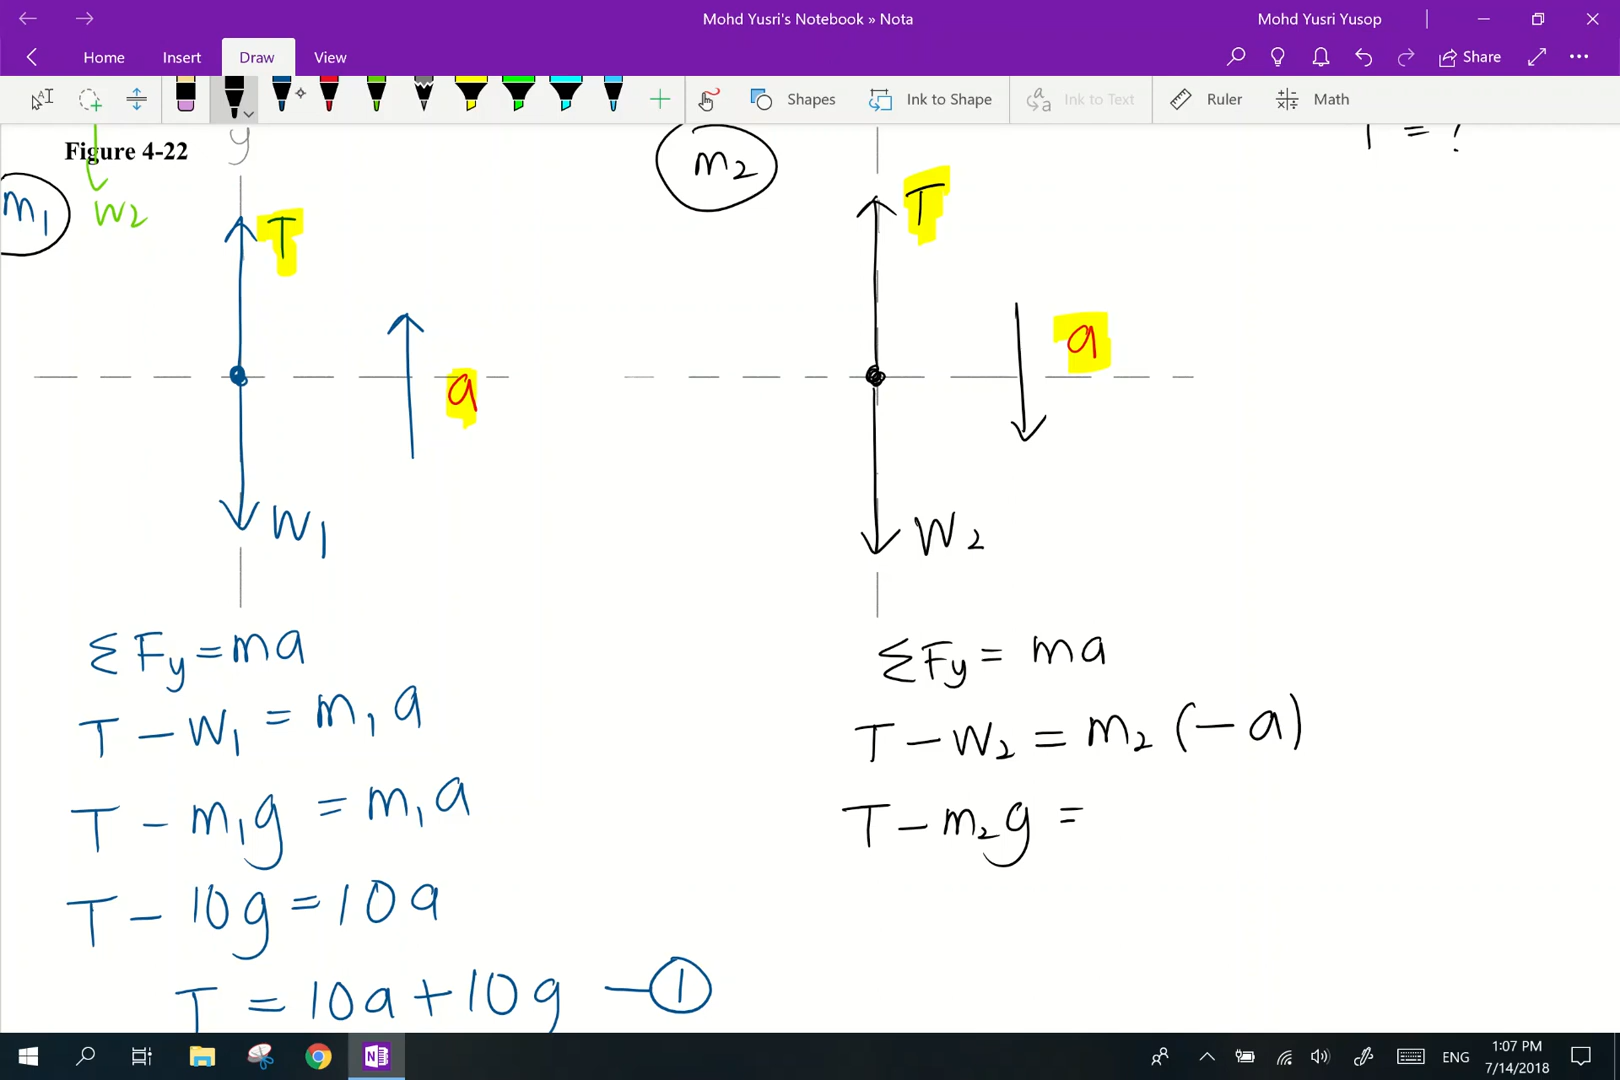 Mohd Yusri's Notebook » Nota
Mohd Yusri Yusop
Home Insert Draw View
Share
Shapes
Ink to Shape
Ink to Text
Ruler
Math
Figure 4-22
y
m2
T = ?
m1
W2
T
T
a
a
W1
W2
ΣFy = ma
T - W1 = m1 a
T - m1g = m1 a
T - 10g = 10a
T = 10a + 10g — ①
ΣFy = ma
T - W2 = m2 (-a)
T - m2g =
ENG
1:07 PM
7/14/2018